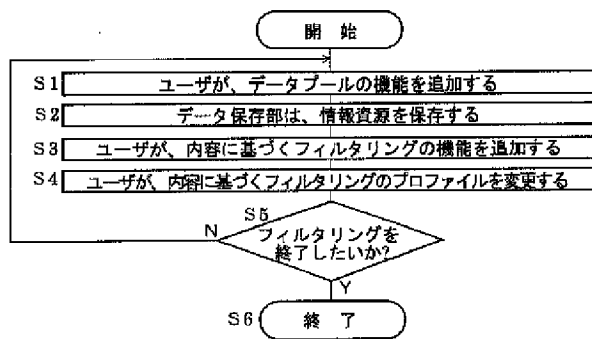 開 始
S1 ユーザが、データプールの機能を追加する
S2 データ保存部は、情報資源を保存する
S3 ユーザが、内容に基づくフィルタリングの機能を追加する
S4 ユーザが、内容に基づくフィルタリングのプロファイルを変更する
S5
N フィルタリングを
終了したいか?
Y
S6 終 了